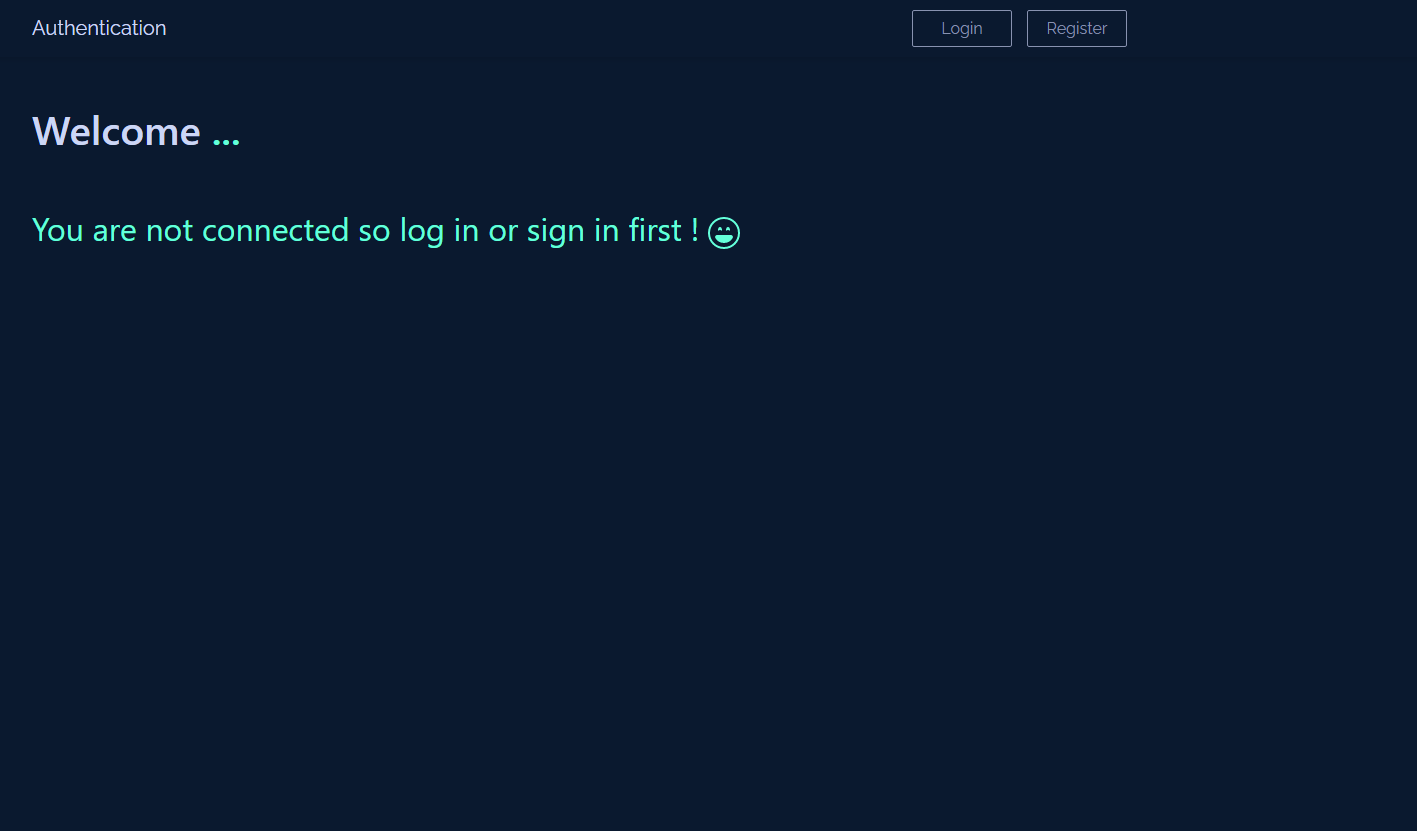 Authentication Login Register
Welcome ...
You are not connected so log in or sign in first !